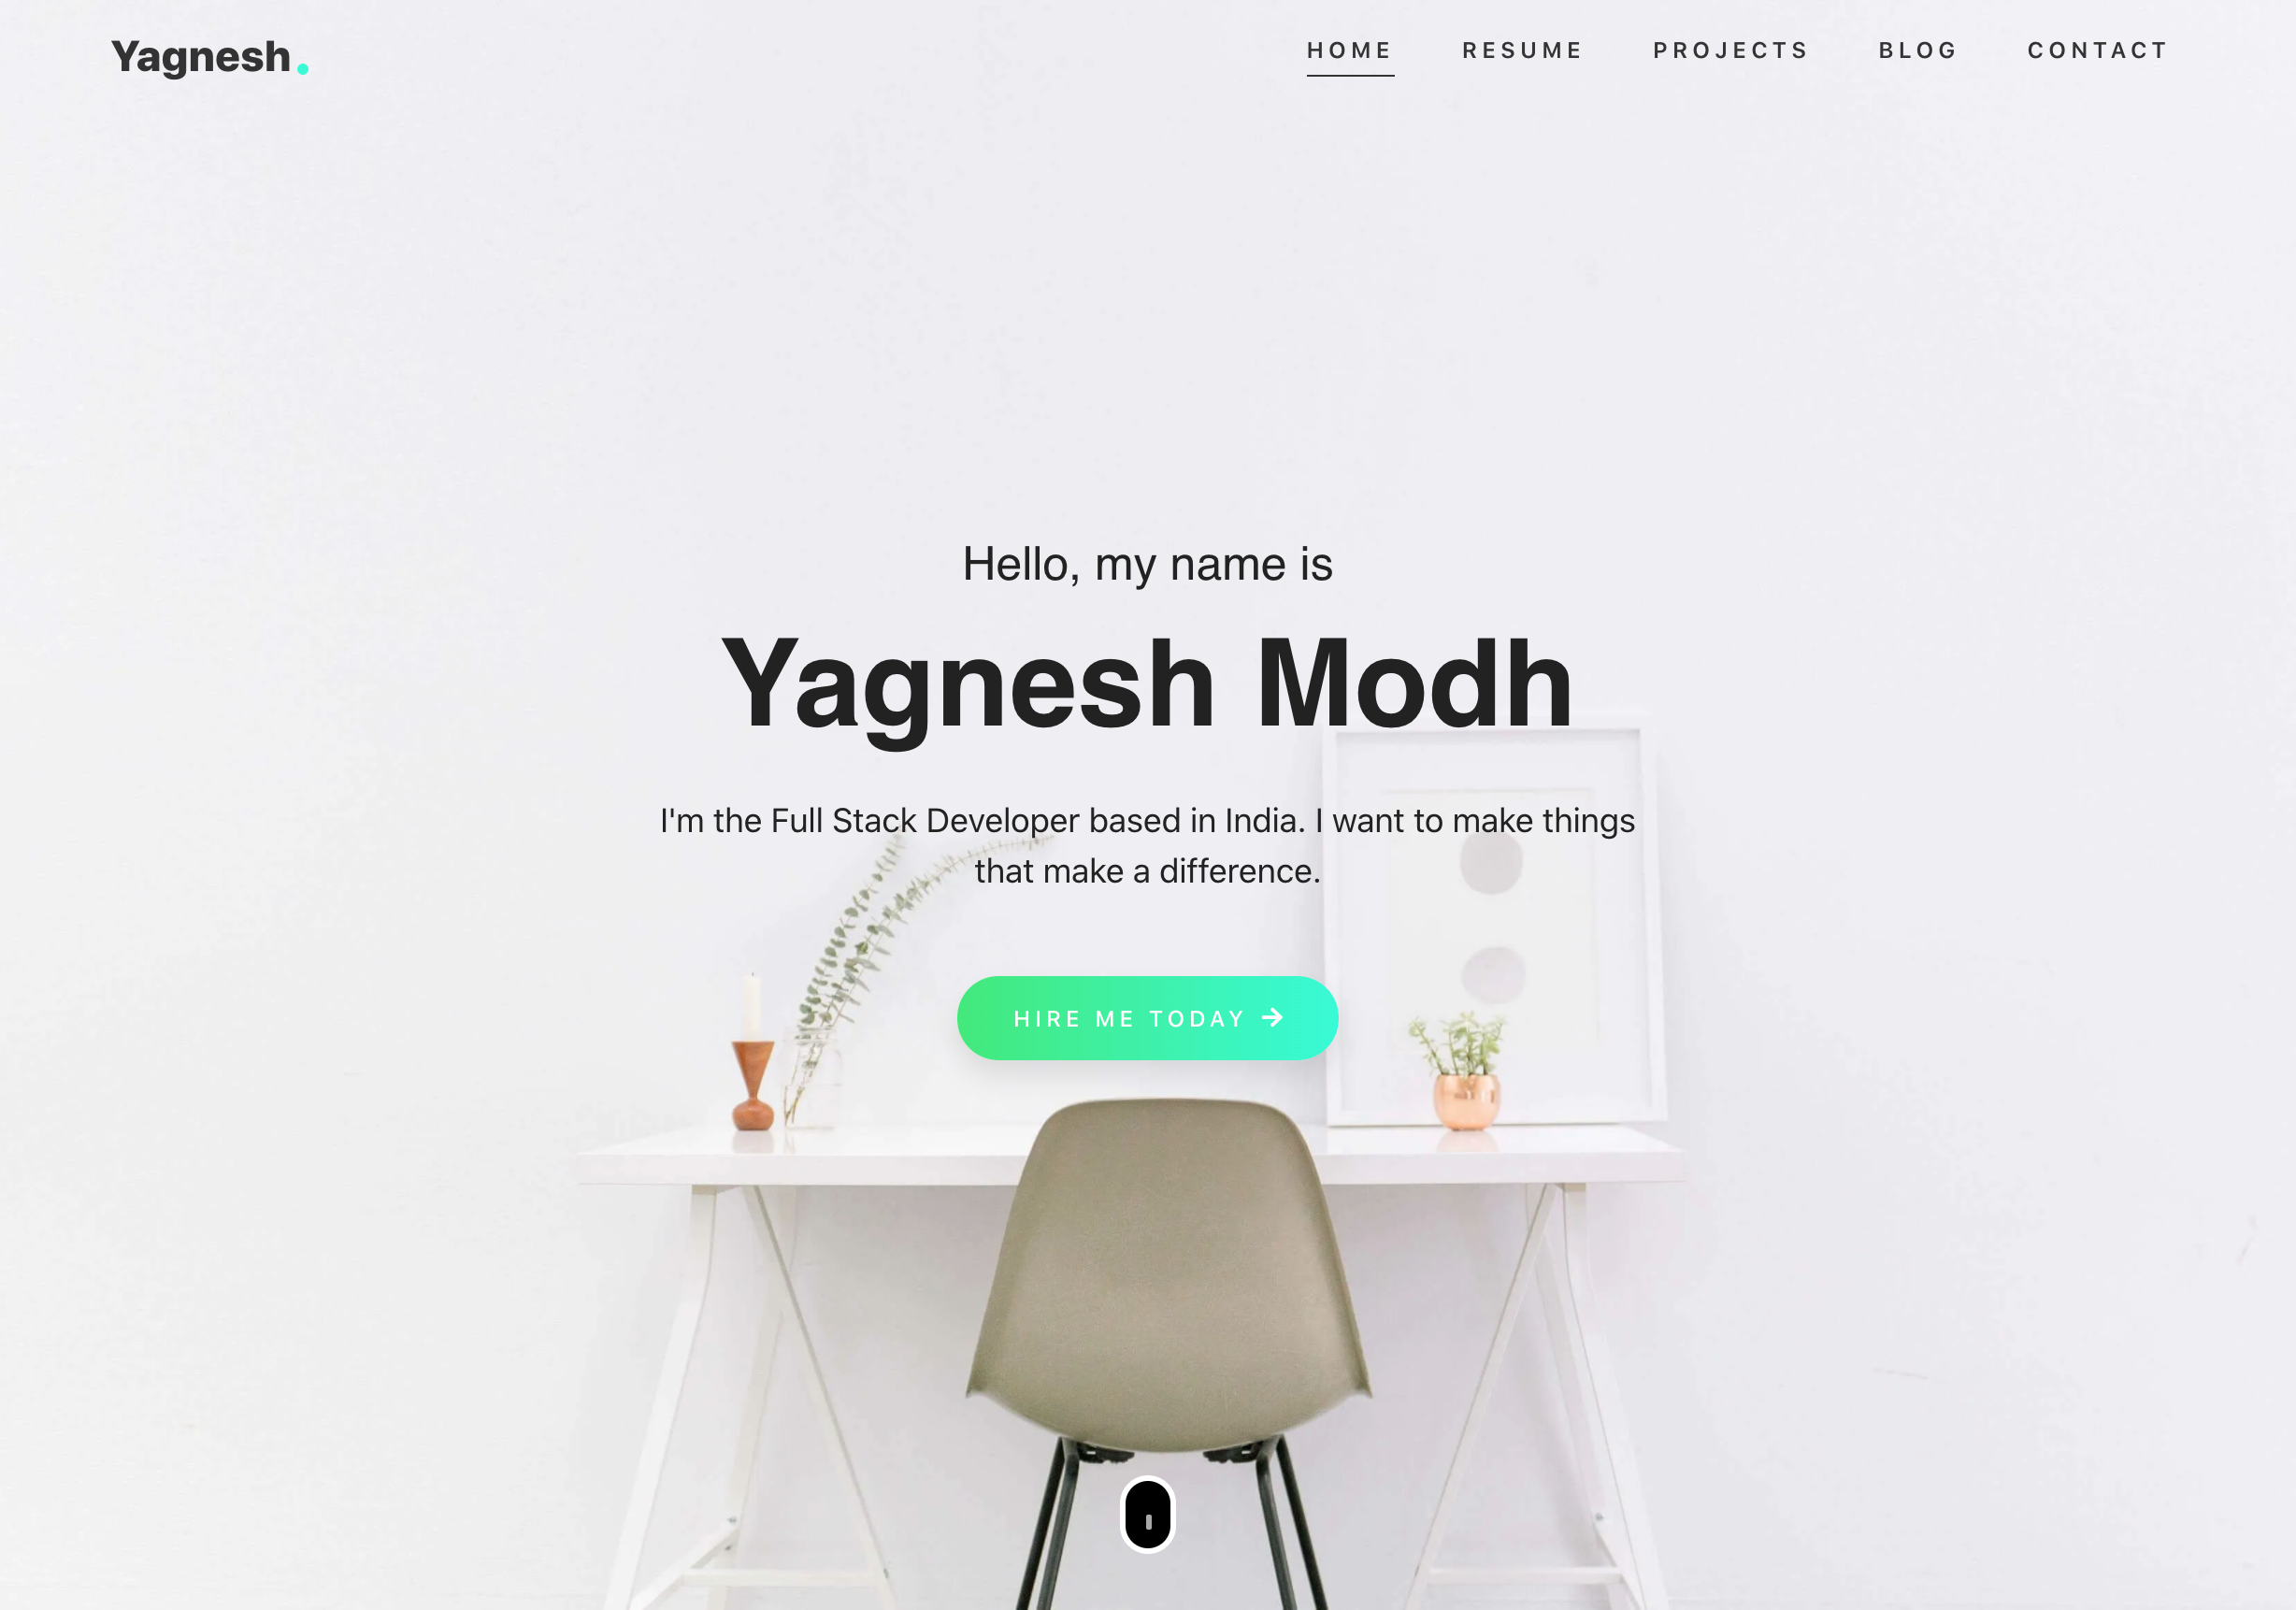 Yagnesh.
HOME RESUME PROJECTS BLOG CONTACT
Hello, my name is
Yagnesh Modh
I'm the Full Stack Developer based in India. I want to make things
that make a difference.
HIRE ME TODAY →